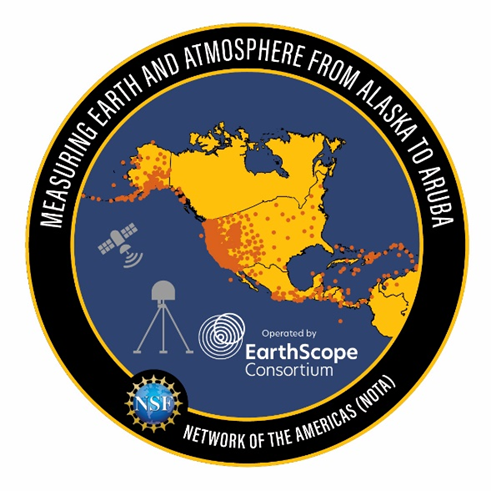 MEASURING EARTH AND ATMOSPHERE FROM ALASKA TO ARUBA
Operated by
EarthScope
Consortium
NSF
NETWORK OF THE AMERICAS (NOTA)